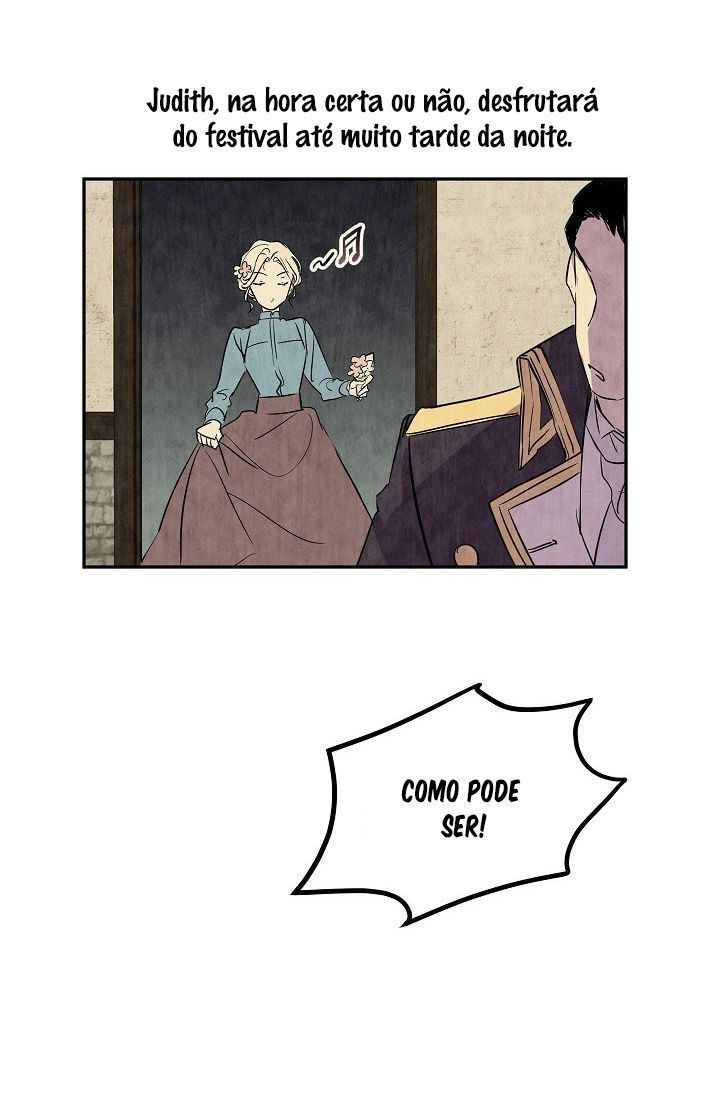 Judith, na hora certa ou não, desfrutará
do festival até muito tarde da noite.
COMO PODE
SER!